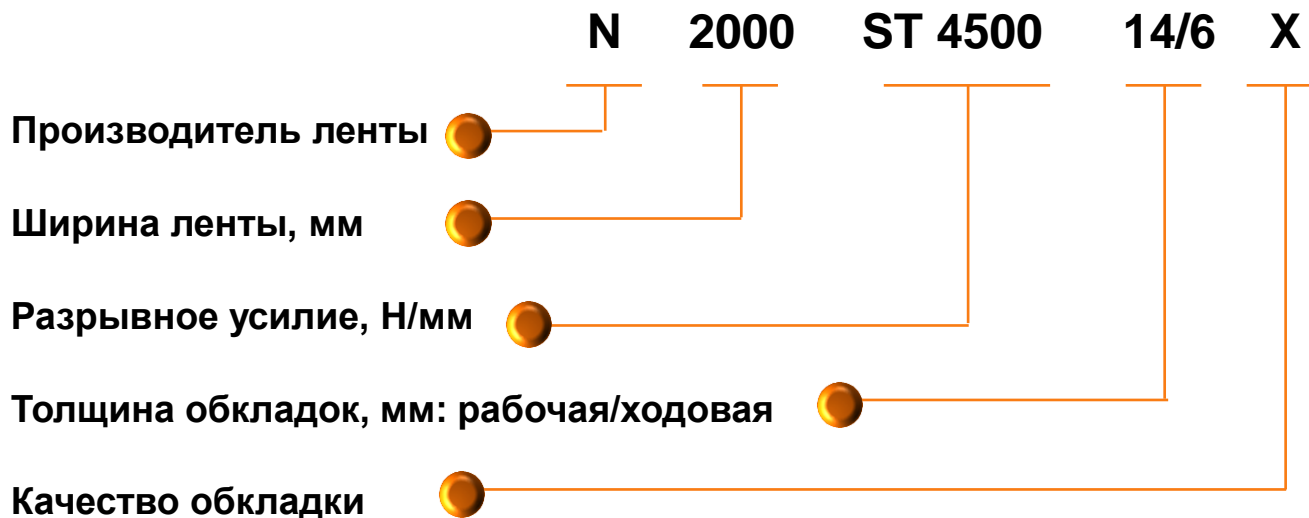 N 2000 ST 4500 14/6 X
Производитель ленты
Ширина ленты, мм
Разрывное усилие, Н/мм
Толщина обкладок, мм: рабочая/ходовая
Качество обкладки